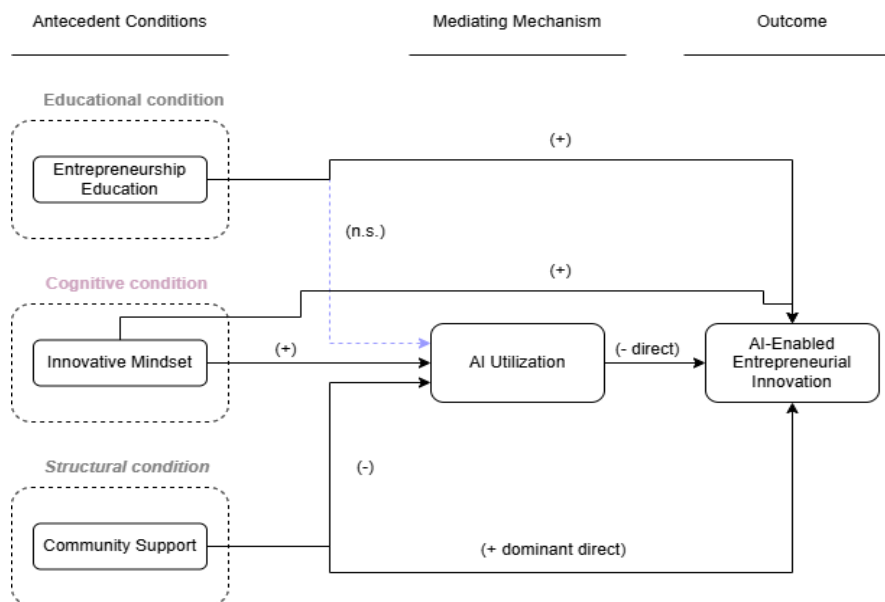 Antecedent Conditions
Mediating Mechanism
Outcome
Educational condition
Entrepreneurship
Education
(+)
(n.s.)
Cognitive condition
(+)
Innovative Mindset
(+)
AI Utilization
(- direct)
AI-Enabled
Entrepreneurial
Innovation
Structural condition
(-)
Community Support
(+ dominant direct)